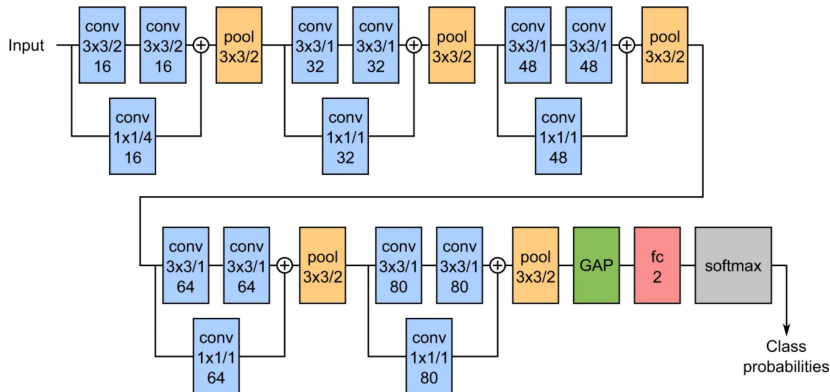 Input
conv
3x3/2
16
conv
3x3/2
16
pool
3x3/2
conv
3x3/1
32
conv
3x3/1
32
pool
3x3/2
conv
3x3/1
48
conv
3x3/1
48
pool
3x3/2
conv
1x1/4
16
conv
1x1/1
32
conv
1x1/1
48
conv
3x3/1
64
conv
3x3/1
64
pool
3x3/2
conv
3x3/1
80
conv
3x3/1
80
pool
3x3/2
GAP
fc
2
softmax
conv
1x1/1
64
conv
1x1/1
80
Class
probabilities